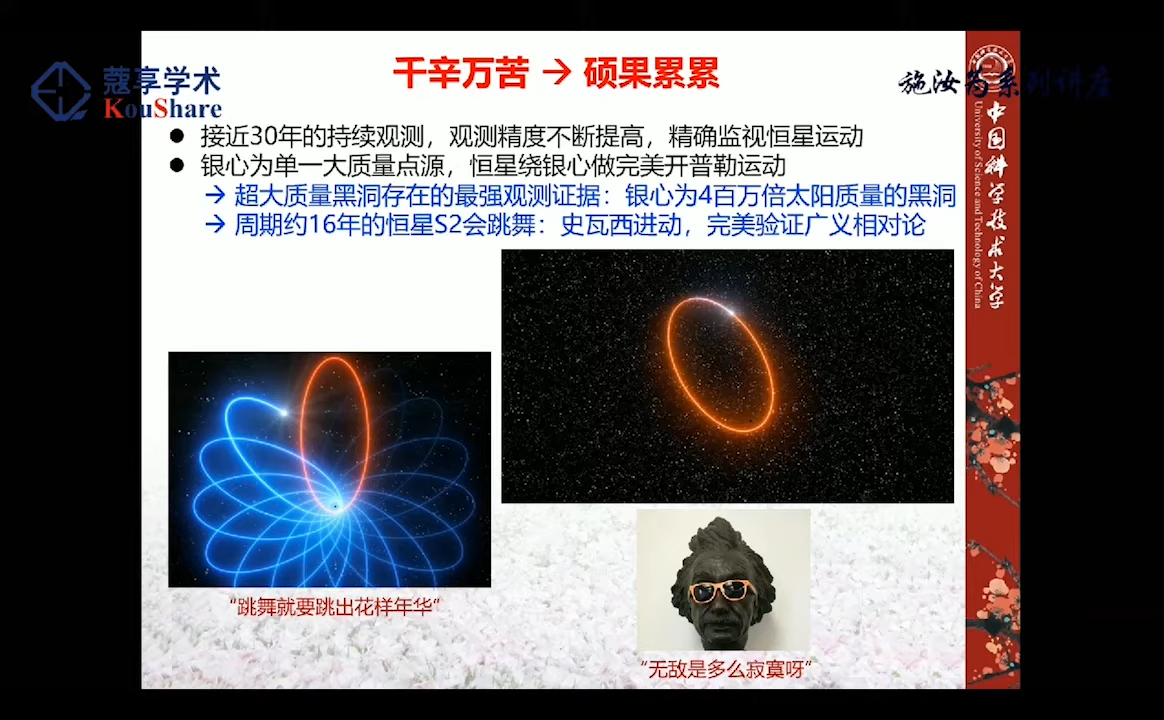 蔻享学术
KouShare
千辛万苦 → 硕果累累
施汝为系列讲座
● 接近30年的持续观测，观测精度不断提高，精确监视恒星运动
● 银心为单一大质量点源，恒星绕银心做完美开普勒运动
→ 超大质量黑洞存在的最强观测证据：银心为4百万倍太阳质量的黑洞
→ 周期约16年的恒星S2会跳舞：史瓦西进动，完美验证广义相对论
“跳舞就要跳出花样年华”
“无敌是多么寂寞呀”
中国科学技术大学
University of Science and Technology of China